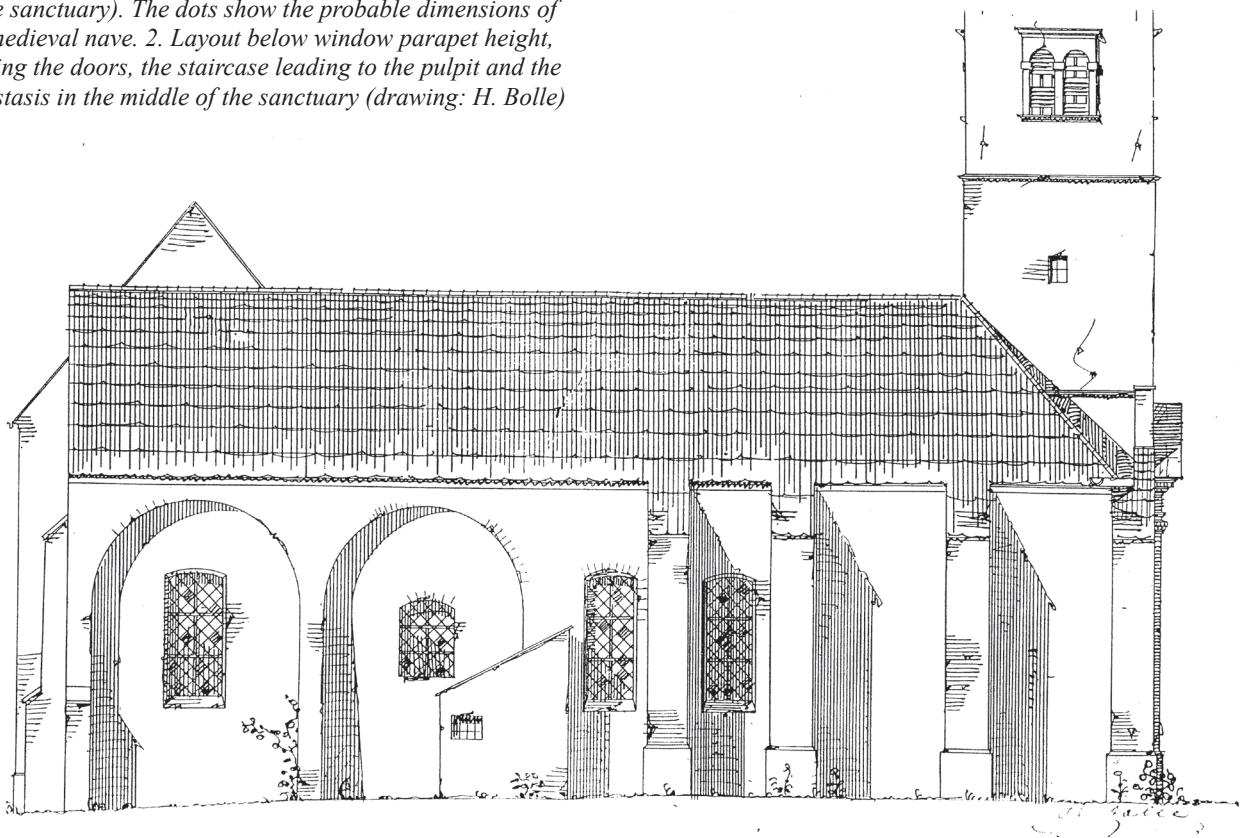 e sanctuary). The dots show the probable dimensions of
nedieval nave. 2. Layout below window parapet height,
ing the doors, the staircase leading to the pulpit and the
stasis in the middle of the sanctuary (drawing: H. Bolle)